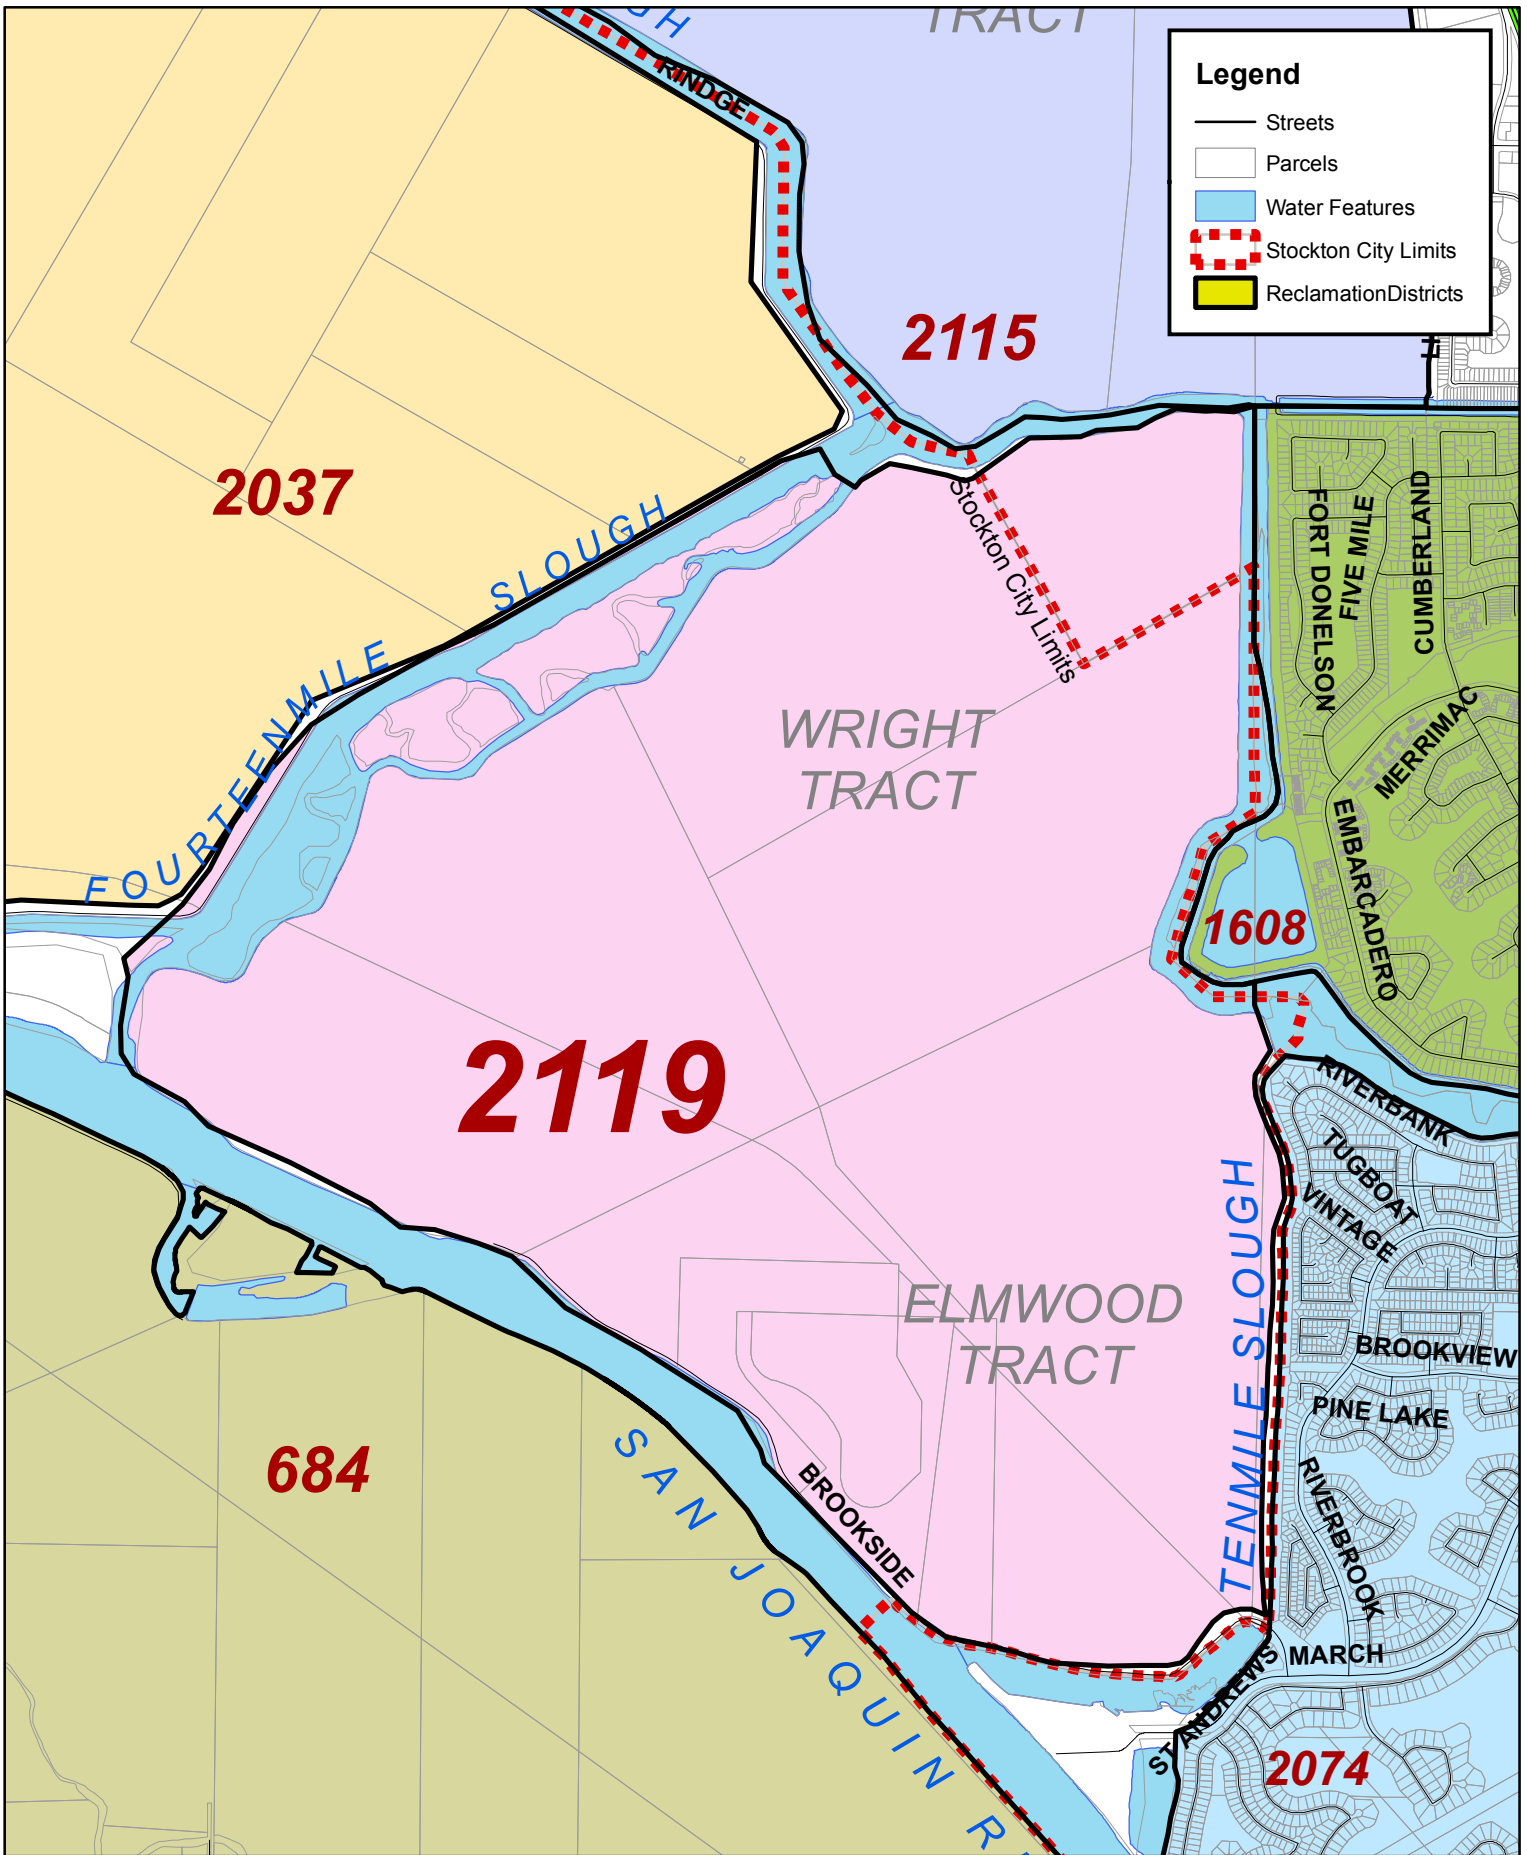 TRACT
GH
RINDGE
Legend
Streets
Parcels
Water Features
Stockton City Limits
ReclamationDistricts
2115
2037
SLOUGH
FOURTEENMILE
Stockton City Limits
FORT DONELSON
FIVE MILE
CUMBERLAND
MERRIMAC
EMBARCADERO
WRIGHT
TRACT
1608
2119
RIVERBANK
TUGBOAT
VINTAGE
TENMILE SLOUGH
ELMWOOD
TRACT
BROOKVIEW
PINE LAKE
RIVERBROOK
684
BROOKSIDE
SAN JOAQUIN R
MARCH
ST ANDREWS
2074